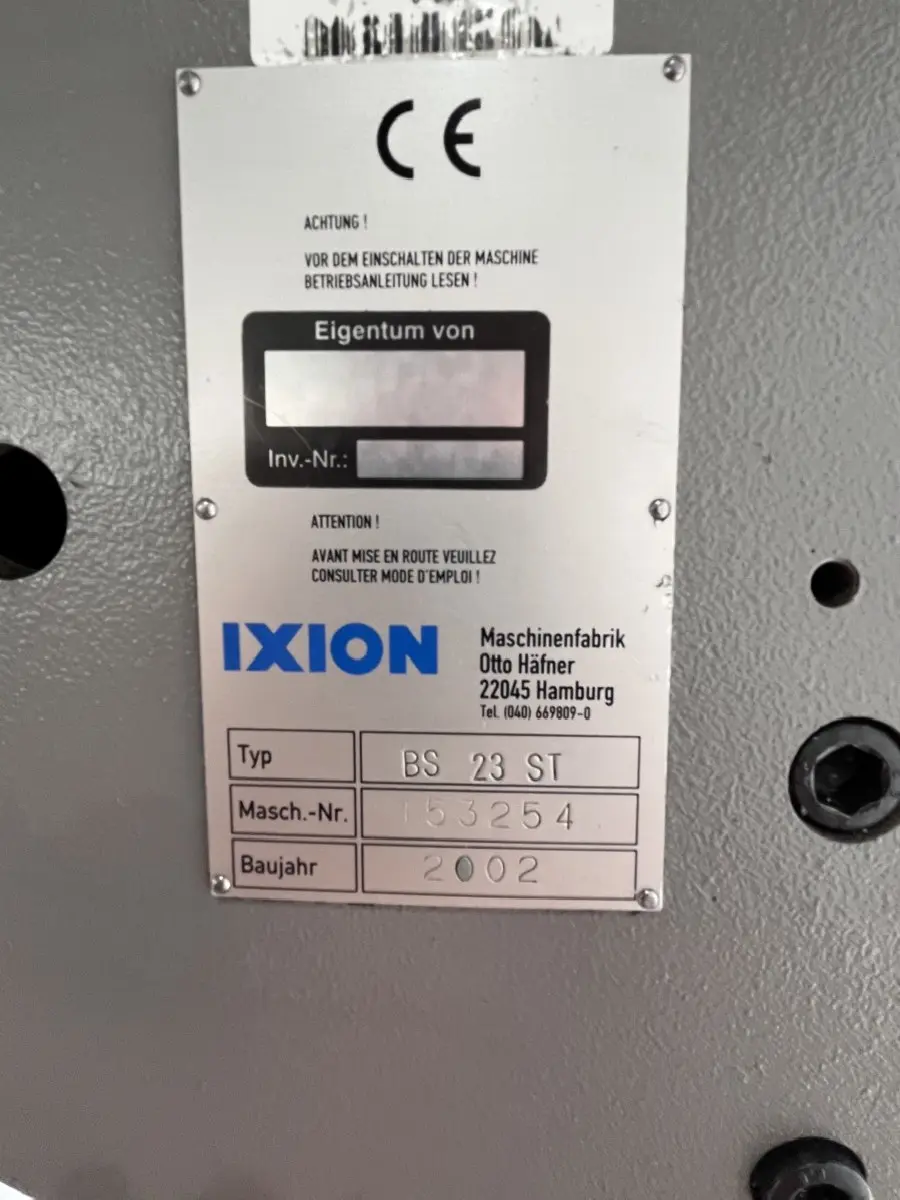 CE
ACHTUNG !
VOR DEM EINSCHALTEN DER MASCHINE
BETRIEBSANLEITUNG LESEN !
Eigentum von
Inv.-Nr.:
ATTENTION !
AVANT MISE EN ROUTE VEUILLEZ
CONSULTER MODE D'EMPLOI !
IXION
Maschinenfabrik
Otto Häfner
22045 Hamburg
Tel. (040) 669809-0
Typ BS 23 ST
Masch.-Nr. 153254
Baujahr 2002